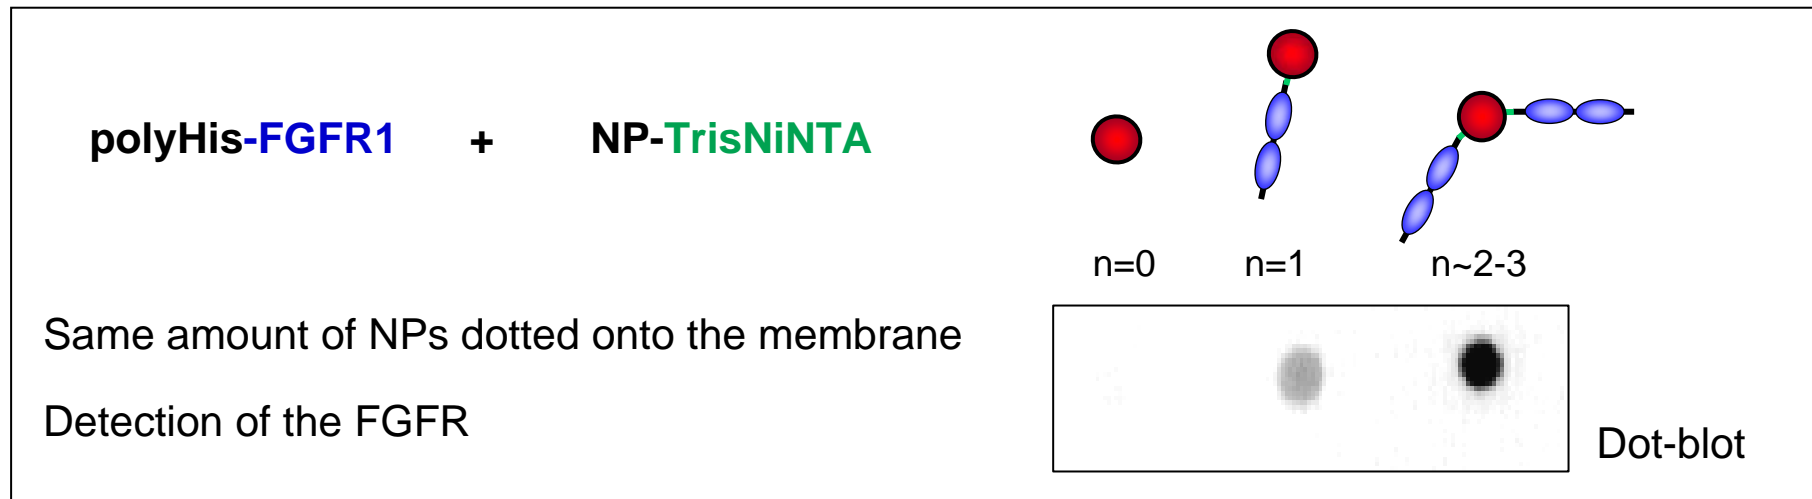 polyHis-FGFR1 + NP-TrisNiNTA
n=0 n=1 n~2-3
Same amount of NPs dotted onto the membrane
Detection of the FGFR
Dot-blot